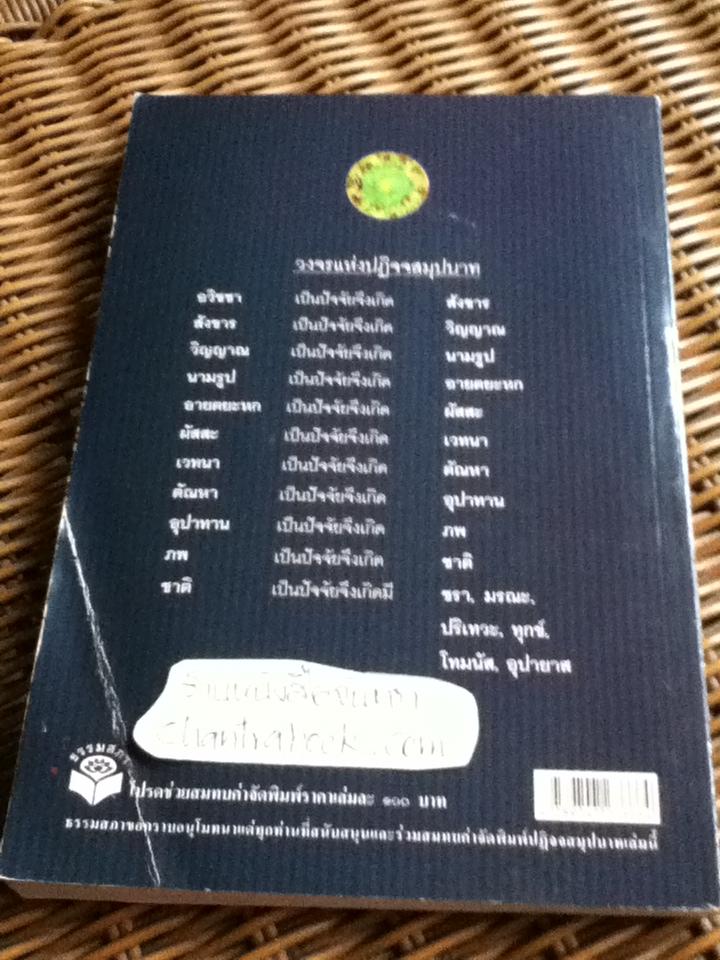 วงจรแห่งปฏิจจสมุปบาท
อวิชชา เป็นปัจจัยจึงเกิด สังขาร
สังขาร เป็นปัจจัยจึงเกิด วิญญาณ
วิญญาณ เป็นปัจจัยจึงเกิด นามรูป
นามรูป เป็นปัจจัยจึงเกิด อายตยะหก
อายตยะหก เป็นปัจจัยจึงเกิด ผัสสะ
ผัสสะ เป็นปัจจัยจึงเกิด เวทนา
เวทนา เป็นปัจจัยจึงเกิด ตัณหา
ตัณหา เป็นปัจจัยจึงเกิด อุปาทาน
อุปาทาน เป็นปัจจัยจึงเกิด ภพ
ภพ เป็นปัจจัยจึงเกิด ชาติ
ชาติ เป็นปัจจัยจึงเกิดมี ชรา, มรณะ,
ปริเทวะ, ทุกข์,
โทมนัส, อุปายาส
ร้านหนังสือจันทรา
Chantrabook.com
ธรรมสภา
โปรดช่วยสมทบค่าจัดพิมพ์ราคาเล่มละ ๑๐๐ บาท
ธรรมสภาขอกราบอนุโมทนาแด่ทุกท่านที่สนับสนุนและร่วมสมทบค่าจัดพิมพ์ปฏิจจสมุปบาทเล่มนี้